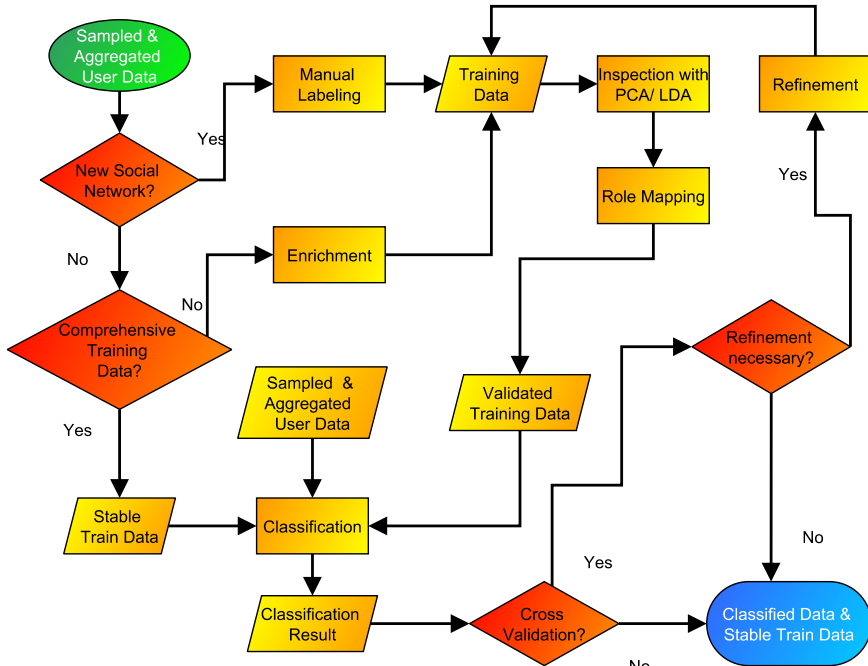 Sampled &
Aggregated
User Data
Manual
Labeling
Training
Data
Inspection with
PCA/ LDA
Refinement
Yes
New Social
Network?
Role Mapping
Yes
No
Enrichment
No
Comprehensive
Training
Data?
Refinement
necessary?
Sampled  &
Aggregated
User Data
Validated
Training Data
Yes
Stable
Train Data
Classification
No
Yes
Classification
Result
Cross
Validation?
Classified Data &
Stable Train Data
No